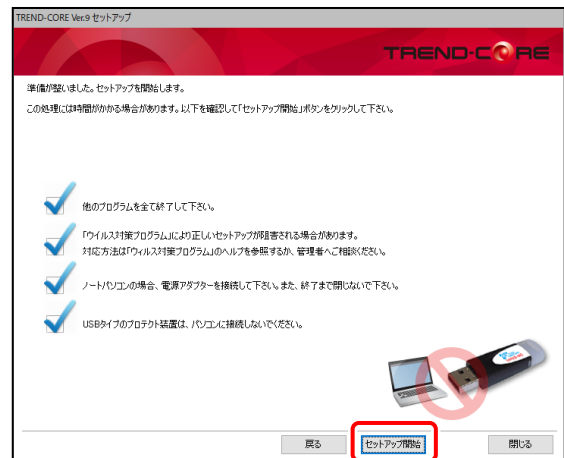 TREND-CORE Ver.9 セットアップ
TREND-CORE
準備が整いました。セットアップを開始します。
この処理には時間がかかる場合があります。以下を確認して「セットアップ開始」ボタンをクリックして下さい。
他のプログラムを全て終了して下さい。
「ウイルス対策プログラム」により正しいセットアップが阻害される場合があります。
対応方法は「ウィルス対策プログラム」のヘルプを参照するか、管理者へご相談ください。
ノートパソコンの場合、電源アダプターを接続して下さい。また、終了まで閉じないで下さい。
USBタイプのプロテクト装置は、パソコンに接続しないでください。
戻る
セットアップ開始
閉じる